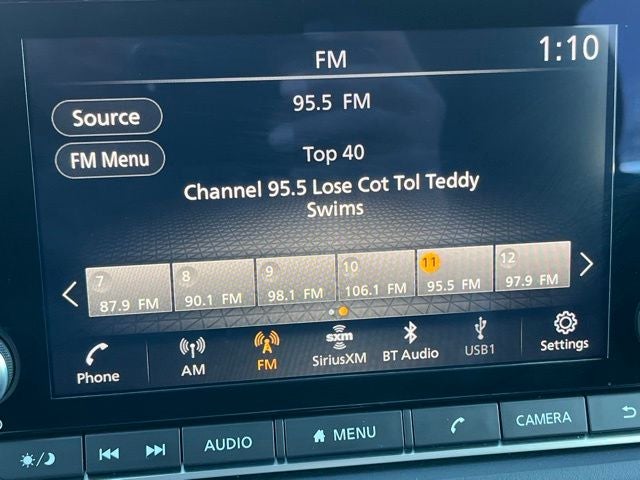 FM
1:10
Source
95.5 FM
FM Menu
Top 40
Channel 95.5 Lose Cot Tol Teddy
Swims
7 8 9 10 11 12
87.9 FM 90.1 FM 98.1 FM 106.1 FM 95.5 FM 97.9 FM
Phone AM FM sxm SiriusXM BT Audio USB1 Settings
AUDIO MENU CAMERA